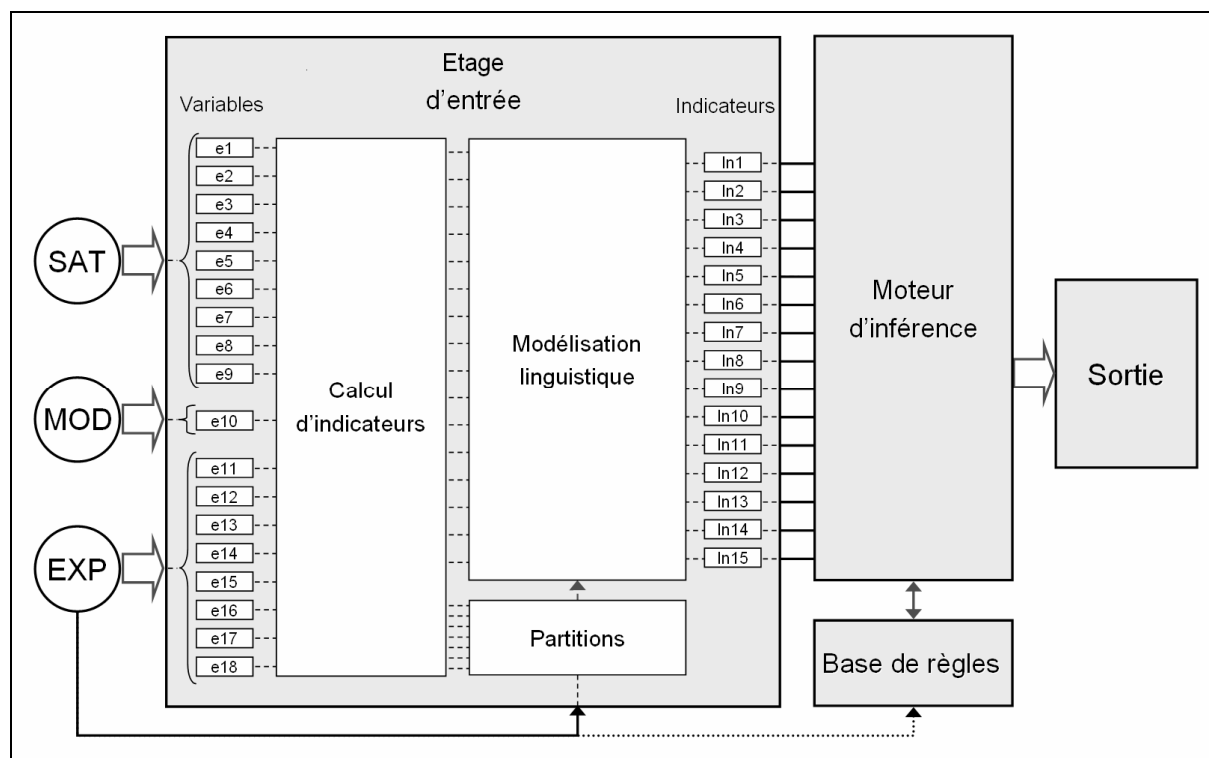 Etage
d'entrée
Variables
Indicateurs
e1
e2
e3
e4
e5
e6
e7
e8
e9
e10
e11
e12
e13
e14
e15
e16
e17
e18
SAT
MOD
EXP
Calcul
d'indicateurs
Modélisation
linguistique
Partitions
In1
In2
In3
In4
In5
In6
In7
In8
In9
In10
In11
In12
In13
In14
In15
Moteur
d'inférence
Base de règles
Sortie